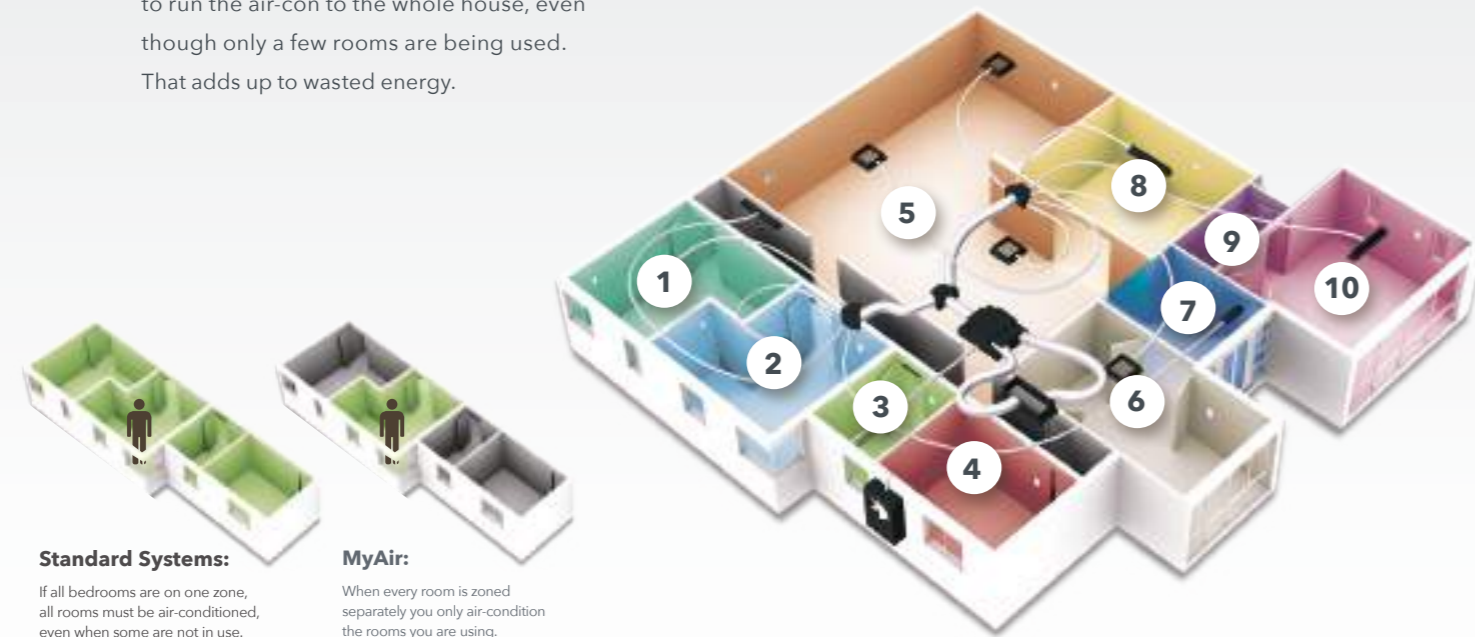 to run the air-con to the whole house, even
though only a few rooms are being used.
That adds up to wasted energy.
8
5
9
1
10
7
2
6
3
4
Standard Systems:
If all bedrooms are on one zone,
all rooms must be air-conditioned,
even when some are not in use.
MyAir:
When every room is zoned
separately you only air-condition
the rooms you are using.